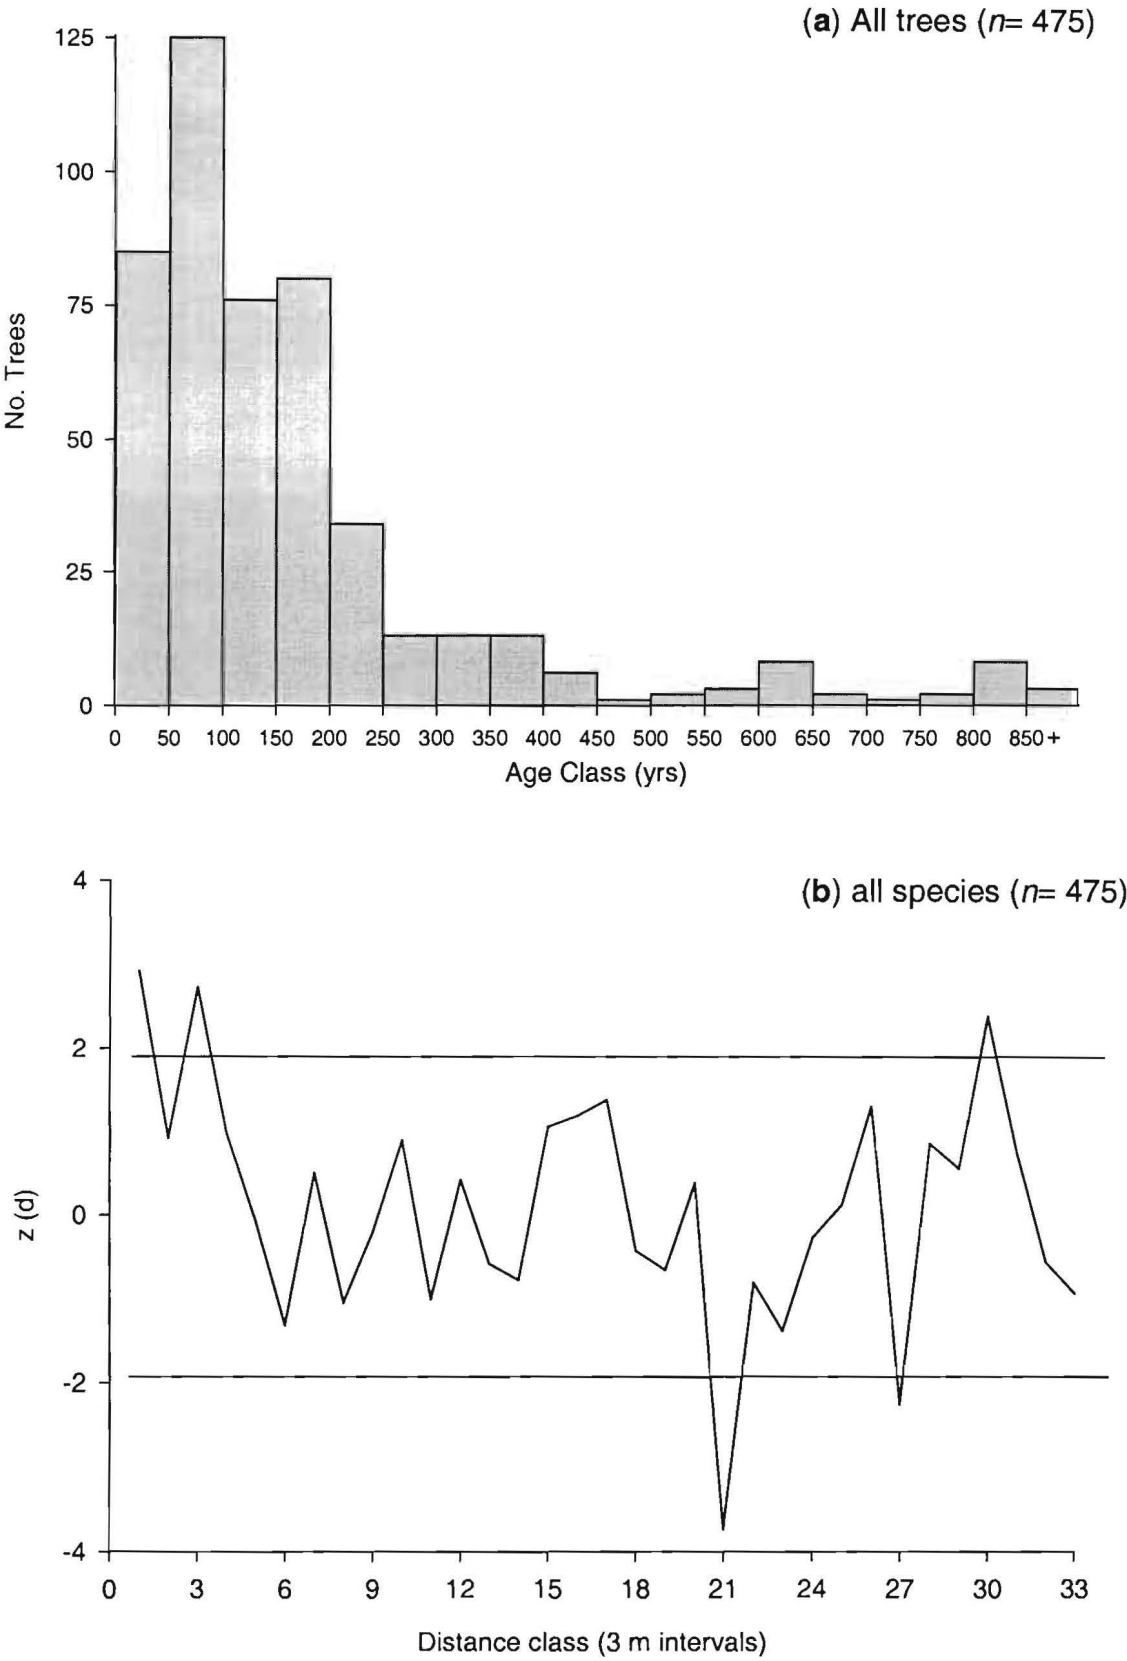 (a) All trees (n= 475)
125
100
75
50
25
0
No. Trees
0 50 100 150 200 250 300 350 400 450 500 550 600 650 700 750 800 850+
Age Class (yrs)
(b) all species (n= 475)
4
2
0
-2
-4
z (d)
0 3 6 9 12 15 18 21 24 27 30 33
Distance class (3 m intervals)